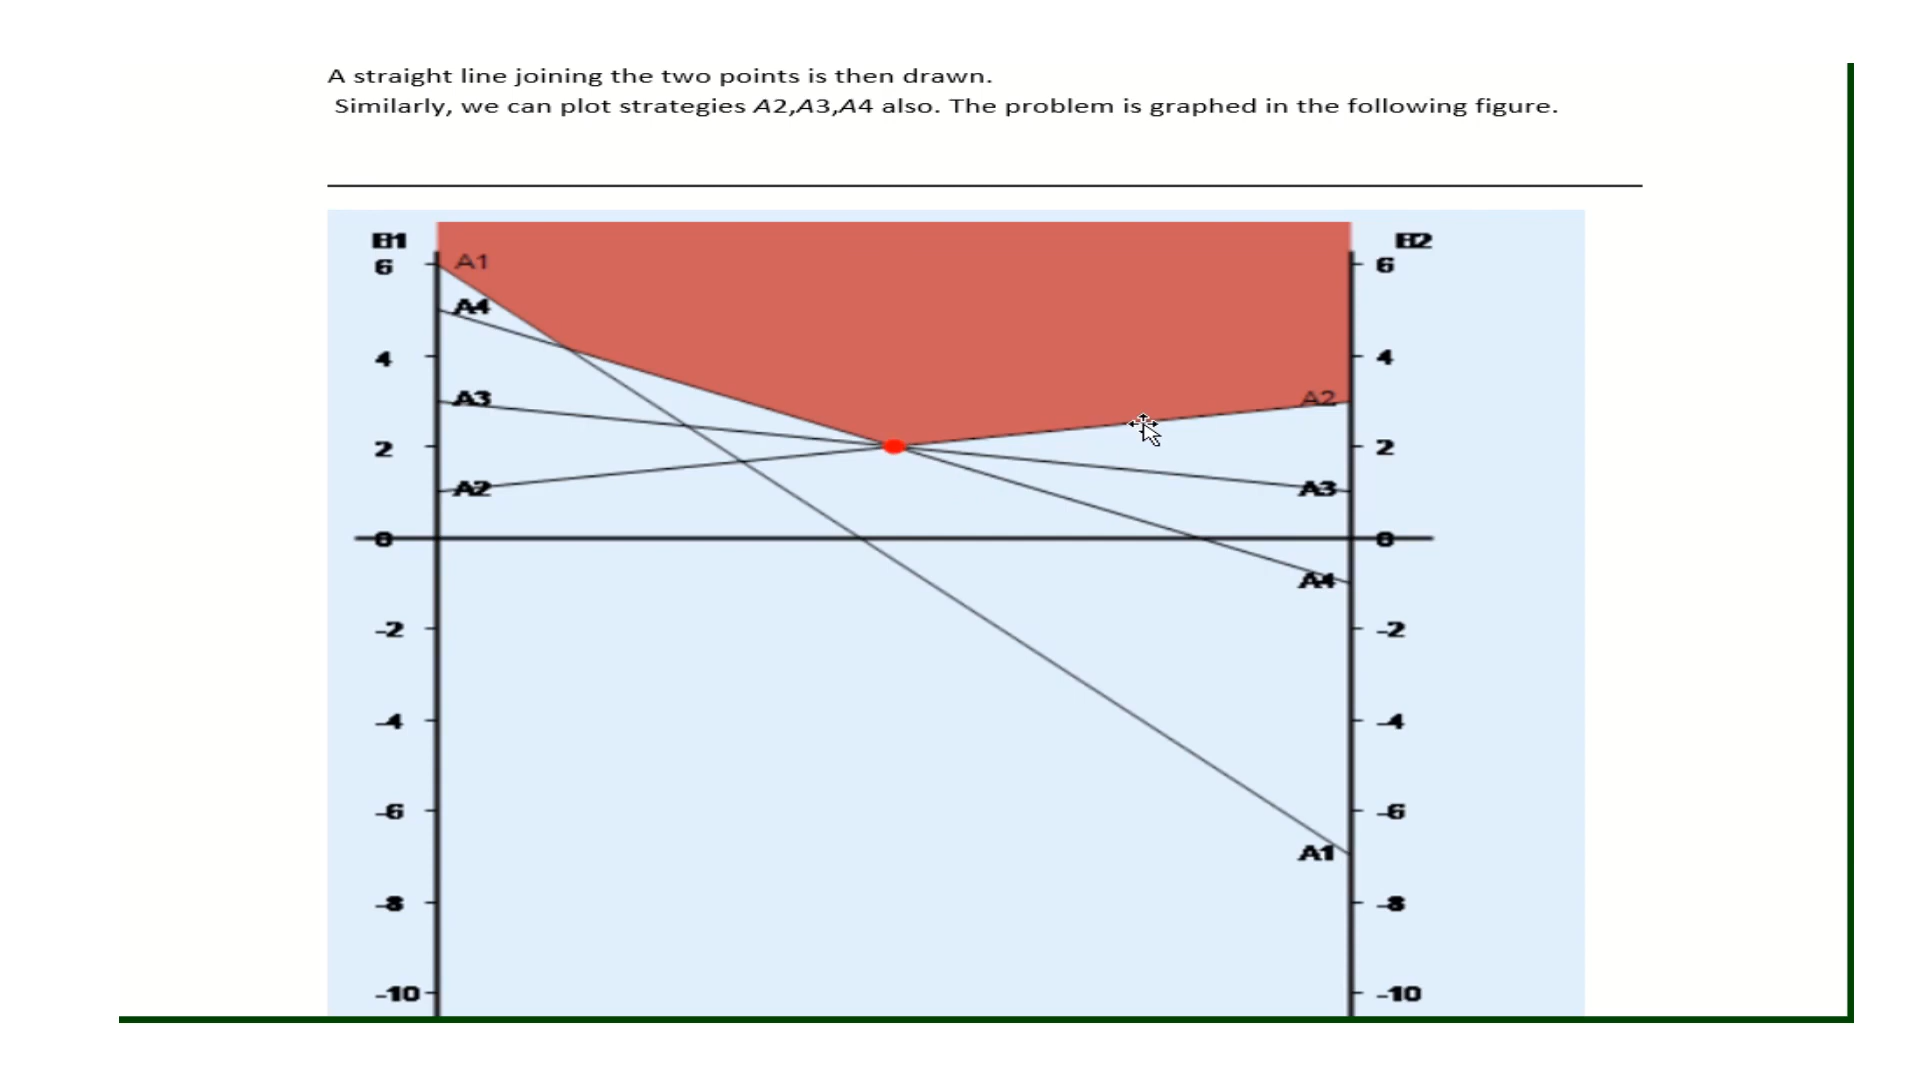 A straight line joining the two points is then drawn.
Similarly, we can plot strategies A2,A3,A4 also. The problem is graphed in the following figure.
B1 B2
6 A1 6
A4
4 4
A3 A2
2 2
A2 A3
0 0
A4
-2 -2
-4 -4
-6 -6
A1
-8 -8
-10 -10